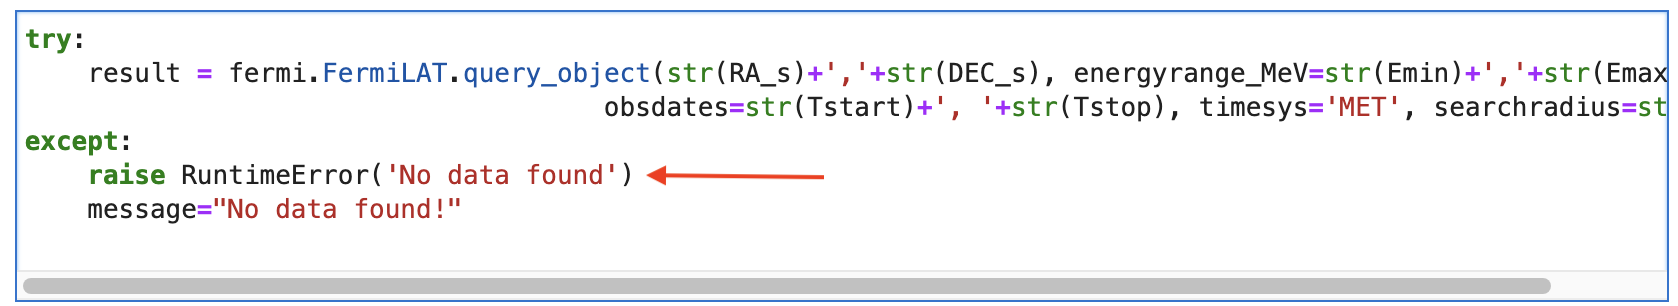 try:
    result = fermi.FermiLAT.query_object(str(RA_s)+','+str(DEC_s), energyrange_MeV=str(Emin)+','+str(Emax
                                     obsdates=str(Tstart)+', '+str(Tstop), timesys='MET', searchradius=st
except:
    raise RuntimeError('No data found')
    message="No data found!"